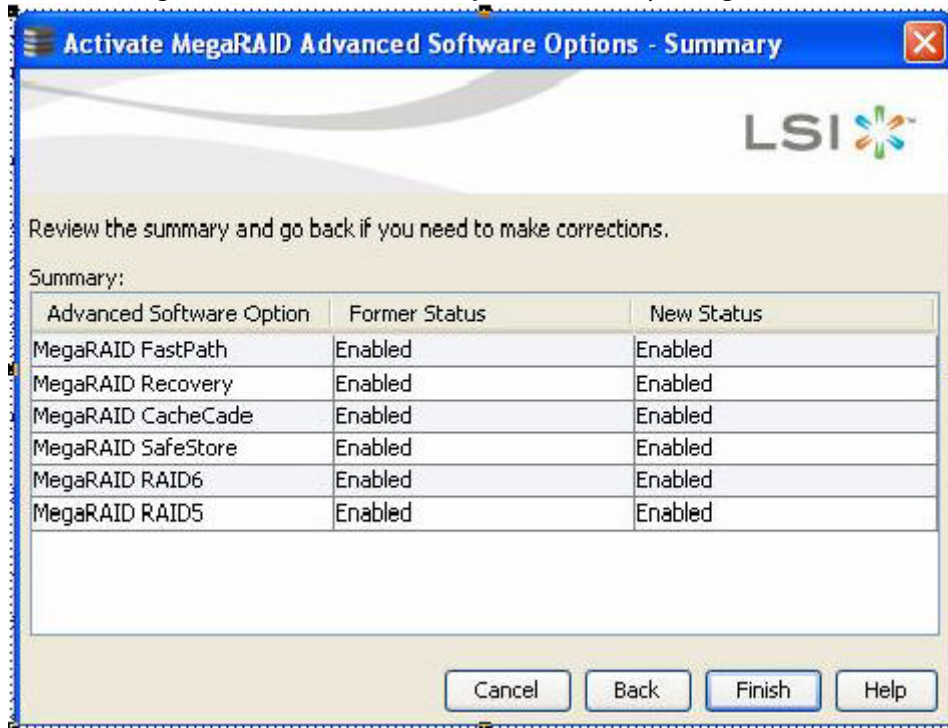 Activate MegaRAID Advanced Software Options - Summary
LSI
Review the summary and go back if you need to make corrections.
Summary:
Advanced Software Option Former Status New Status
MegaRAID FastPath Enabled Enabled
MegaRAID Recovery Enabled Enabled
MegaRAID CacheCade Enabled Enabled
MegaRAID SafeStore Enabled Enabled
MegaRAID RAID6 Enabled Enabled
MegaRAID RAID5 Enabled Enabled
Cancel Back Finish Help